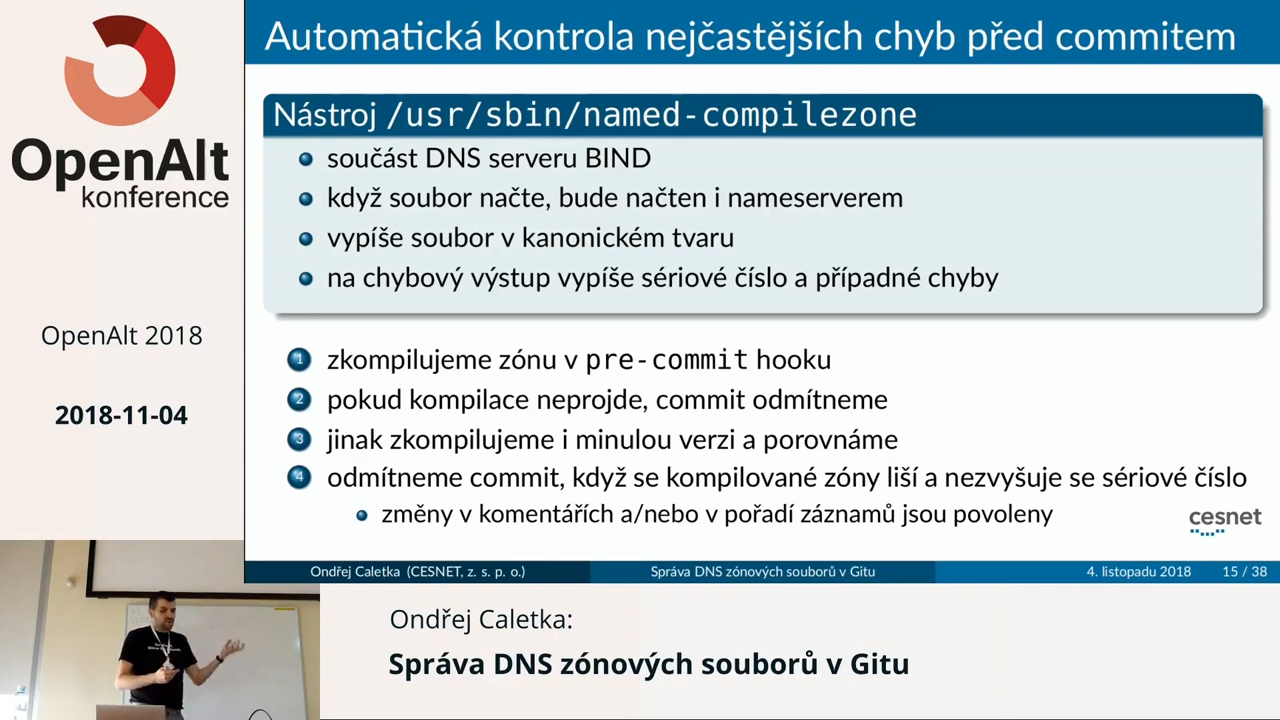 OpenAlt
konference
OpenAlt 2018
2018-11-04
Automatická kontrola nejčastějších chyb před commitem
Nástroj /usr/sbin/named-compilezone
součást DNS serveru BIND
když soubor načte, bude načten i nameserverem
vypíše soubor v kanonickém tvaru
na chybový výstup vypíše sériové číslo a případné chyby
1 zkompilujeme zónu v pre-commit hooku
2 pokud kompilace neprojde, commit odmítneme
3 jinak zkompilujeme i minulou verzi a porovnáme
4 odmítneme commit, když se kompilované zóny liší a nezvyšuje se sériové číslo
změny v komentářích a/nebo v pořadí záznamů jsou povoleny
cesnet
Ondřej Caletka (CESNET, z. s. p. o.) Správa DNS zónových souborů v Gitu 4. listopadu 2018 15 / 38
Ondřej Caletka:
Správa DNS zónových souborů v Gitu